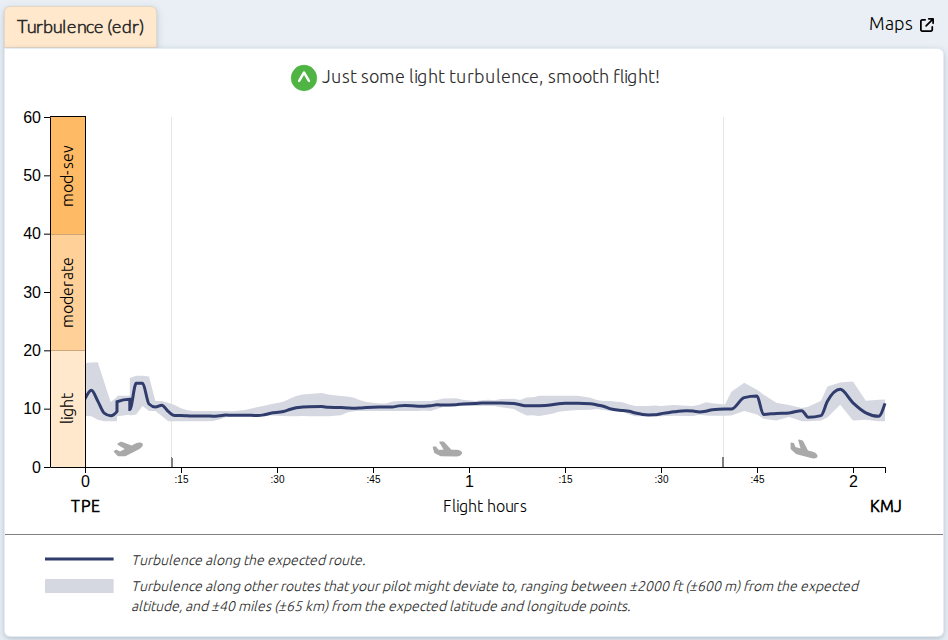 Turbulence (edr)
Maps
Just some light turbulence, smooth flight!
60
50
40
30
20
10
0
mod-sev
moderate
light
0 :15 :30 :45 1 :15 :30 :45 2
TPE Flight hours KMJ
Turbulence along the expected route.
Turbulence along other routes that your pilot might deviate to, ranging between ±2000 ft (±600 m) from the expected
altitude, and ±40 miles (±65 km) from the expected latitude and longitude points.